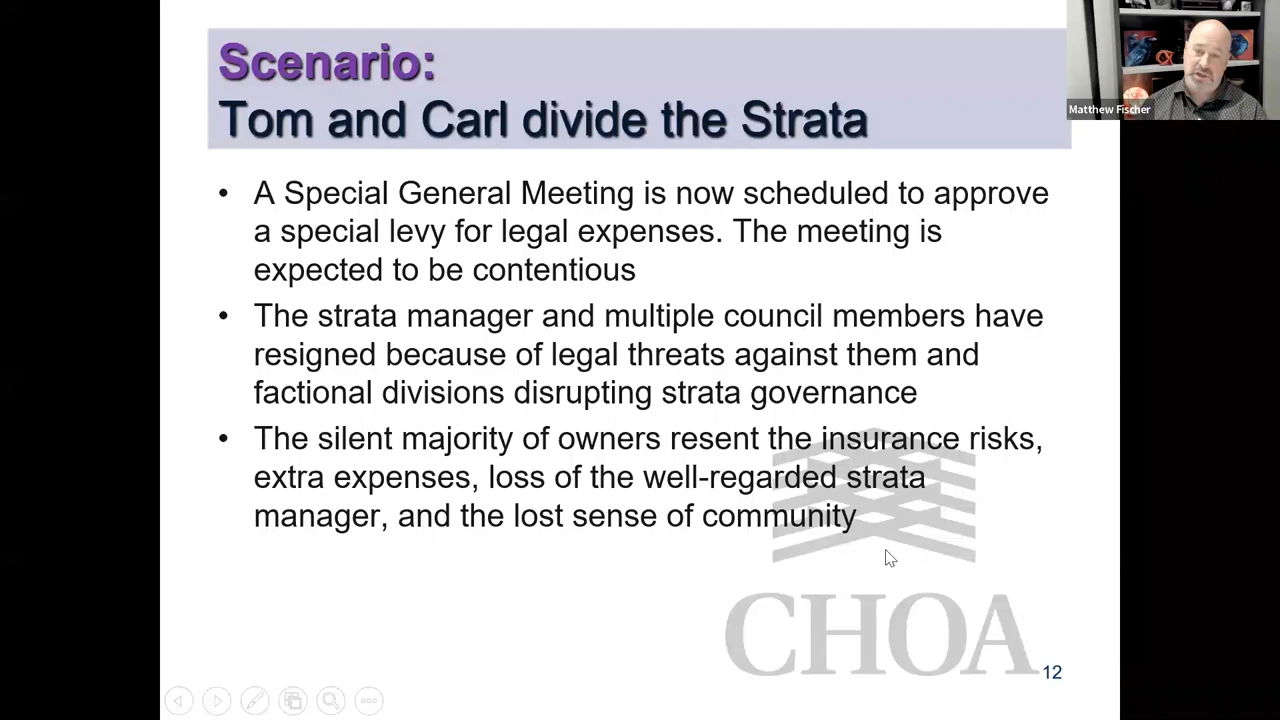 Scenario:
Tom and Carl divide the Strata
Matthew Fischer
• A Special General Meeting is now scheduled to approve
a special levy for legal expenses. The meeting is
expected to be contentious
• The strata manager and multiple council members have
resigned because of legal threats against them and
factional divisions disrupting strata governance
• The silent majority of owners resent the insurance risks,
extra expenses, loss of the well-regarded strata
manager, and the lost sense of community
CHOA
12